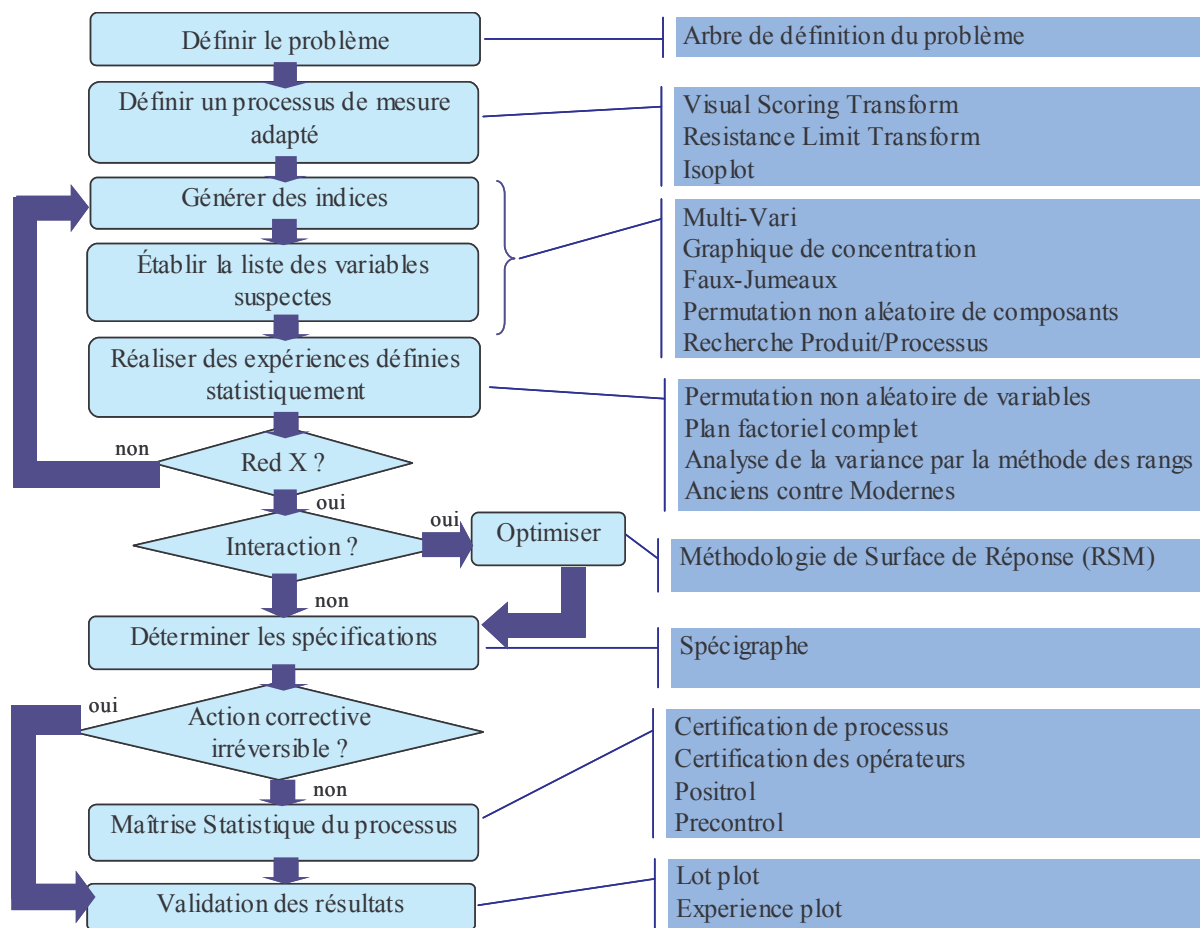 Définir le problème
Arbre de définition du problème
Définir un processus de mesure
adapté
Visual Scoring Transform
Resistance Limit Transform
Isoplot
Générer des indices
Établir la liste des variables
suspectes
Multi-Vari
Graphique de concentration
Faux-Jumeaux
Permutation non aléatoire de composants
Recherche Produit/Processus
Réaliser des expériences définies
statistiquement
Permutation non aléatoire de variables
Plan factoriel complet
Analyse de la variance par la méthode des rangs
Anciens contre Modernes
non
Red X ?
oui
Interaction ?
oui
Optimiser
Méthodologie de Surface de Réponse (RSM)
non
Déterminer les spécifications
Spécigraphe
oui
Action corrective
irréversible ?
non
Certification de processus
Certification des opérateurs
Positrol
Precontrol
Maîtrise Statistique du processus
Validation des résultats
Lot plot
Experience plot